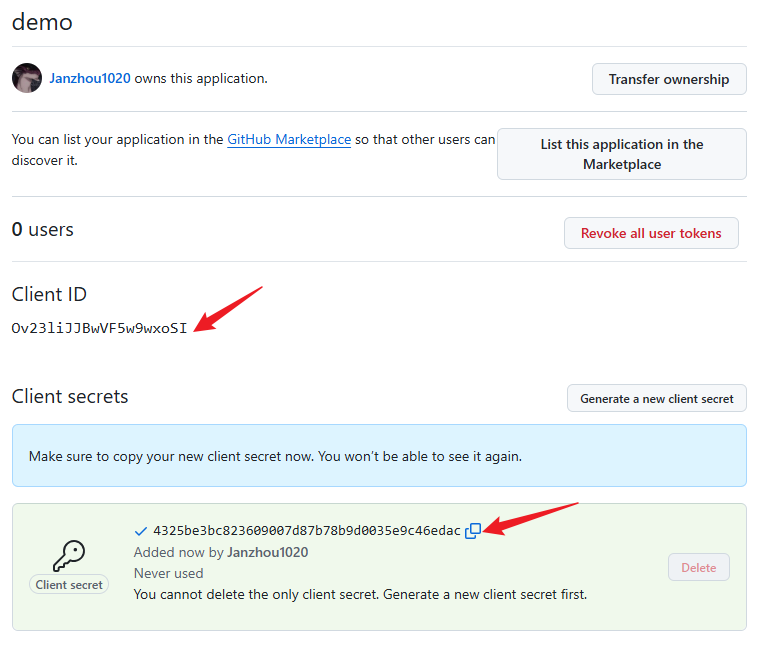 demo
Janzhou1020 owns this application.
Transfer ownership
You can list your application in the GitHub Marketplace so that other users can
discover it.
List this application in the
Marketplace
0 users
Revoke all user tokens
Client ID
Ov23liJJBwVF5w9wxoSI
Client secrets
Generate a new client secret
Make sure to copy your new client secret now. You won’t be able to see it again.
4325be3bc823609007d87b78b9d0035e9c46edac
Added now by Janzhou1020
Never used
You cannot delete the only client secret. Generate a new client secret first.
Client secret
Delete